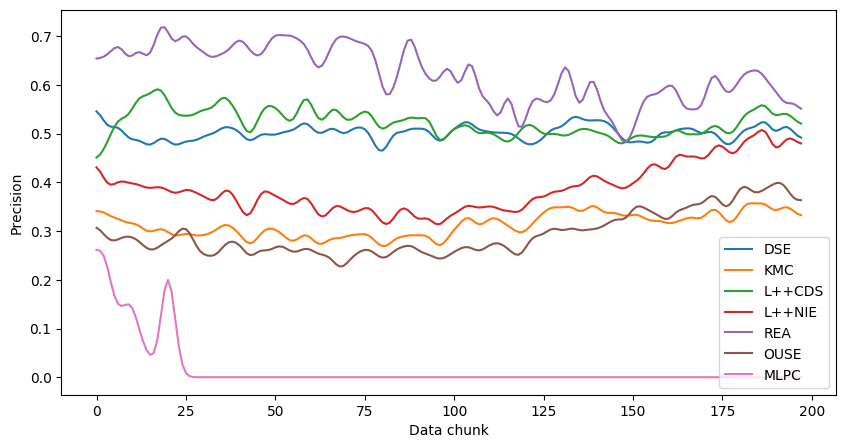 0.7
0.6
0.5
0.4
0.3
0.2
0.1
0.0
Precision
0 25 50 75 100 125 150 175 200
Data chunk
DSE
KMC
L++CDS
L++NIE
REA
OUSE
MLPC